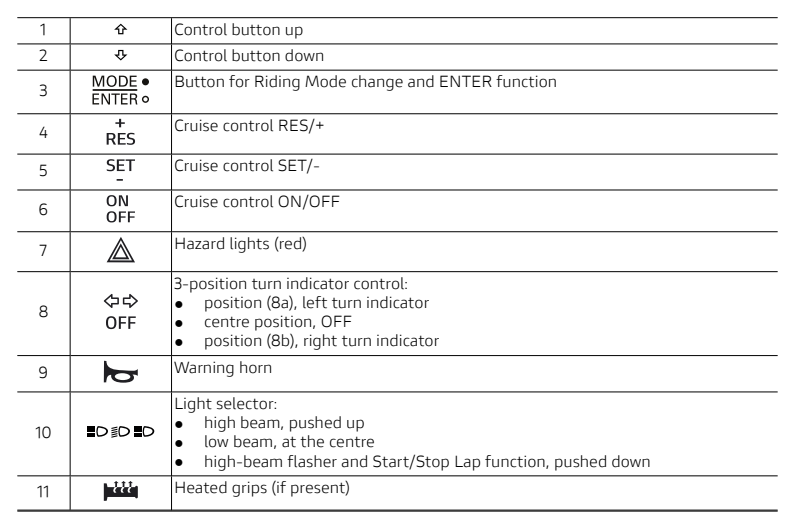 1 Control button up
2 Control button down
3 MODE ● Button for Riding Mode change and ENTER function
ENTER ○
4 + Cruise control RES/+
RES
5 SET Cruise control SET/-
-
6 ON Cruise control ON/OFF
OFF
7 Hazard lights (red)
8 OFF 3-position turn indicator control:
● position (8a), left turn indicator
● centre position, OFF
● position (8b), right turn indicator
9 Warning horn
10 Light selector:
● high beam, pushed up
● low beam, at the centre
● high-beam flasher and Start/Stop Lap function, pushed down
11 Heated grips (if present)